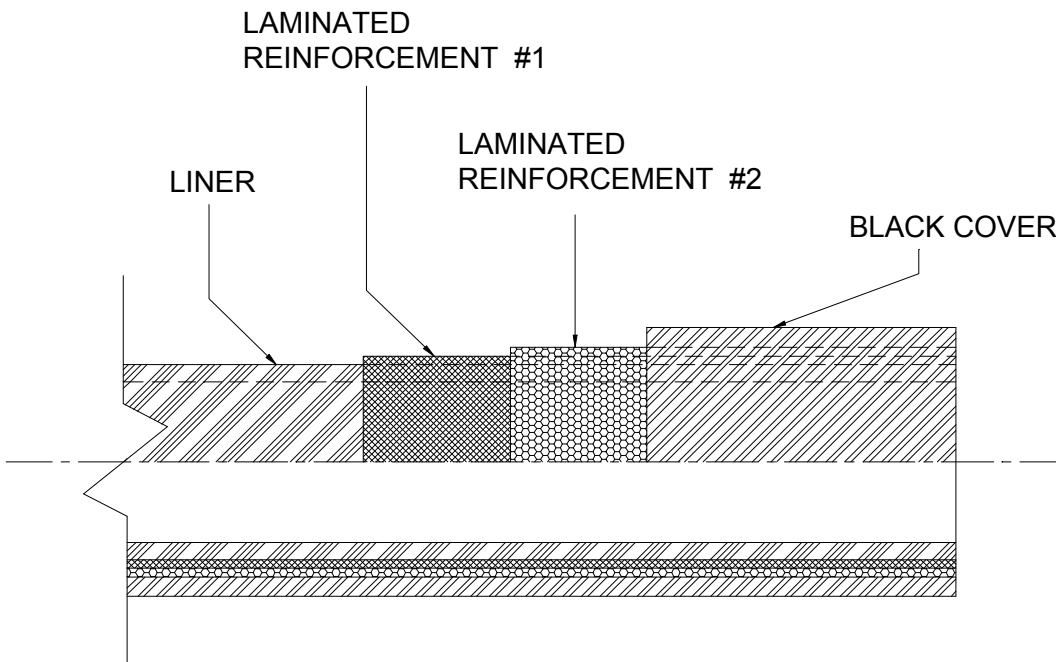 LAMINATED
REINFORCEMENT #1
LAMINATED
REINFORCEMENT #2
LINER
BLACK COVER